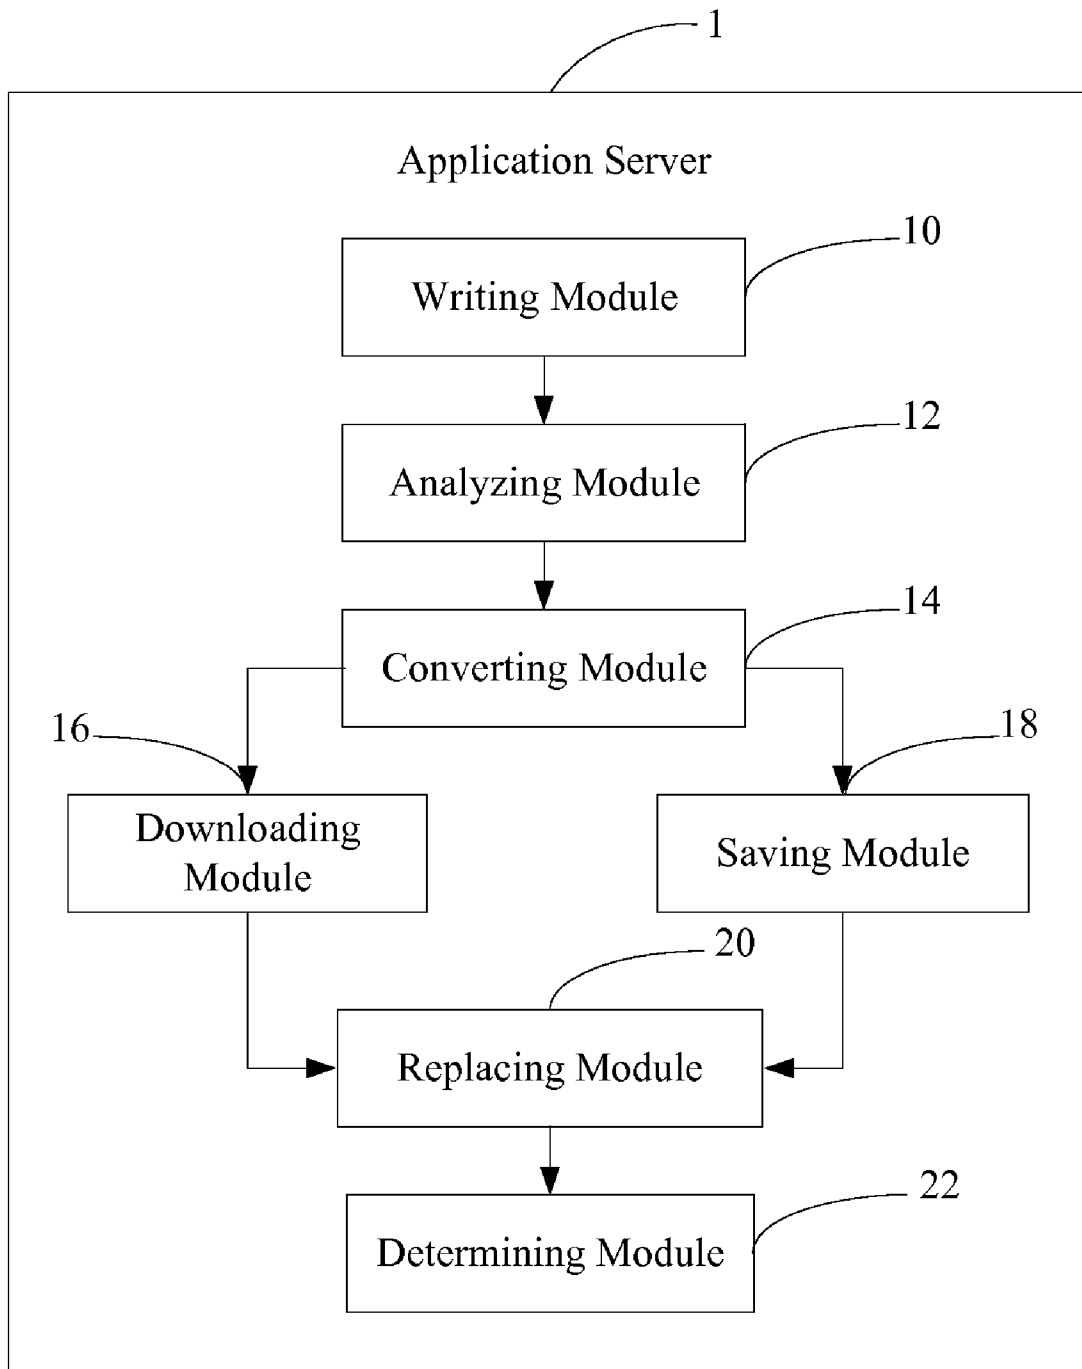 1
Application Server
10
Writing Module
12
Analyzing Module
14
Converting Module
16
18
Downloading
Module
Saving Module
20
Replacing Module
22
Determining Module